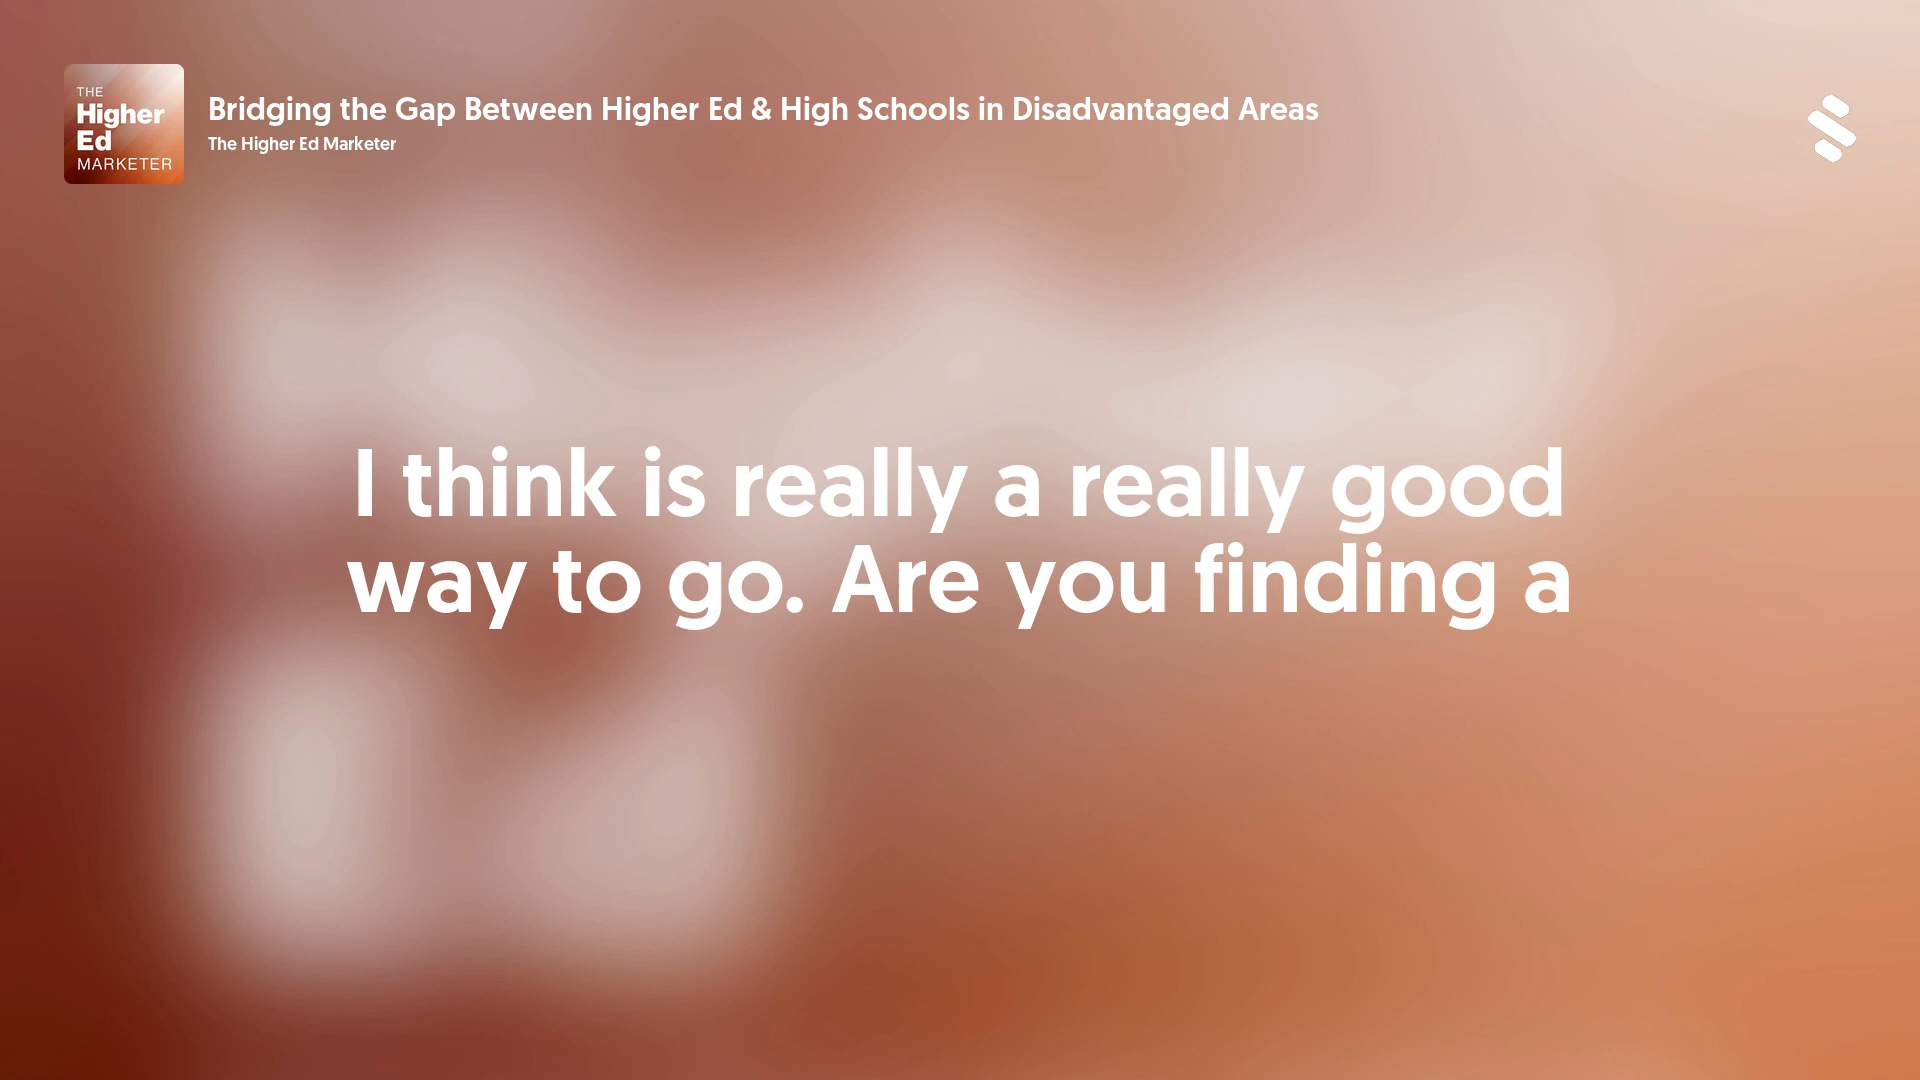 THE
Higher
Ed
MARKETER
Bridging the Gap Between Higher Ed & High Schools in Disadvantaged Areas
The Higher Ed Marketer
I think is really a really good
way to go. Are you finding a